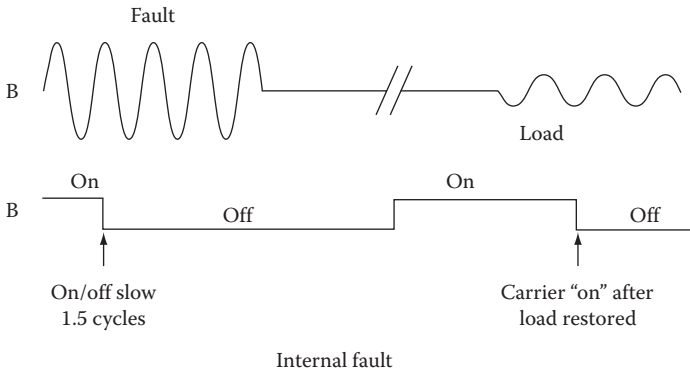 Fault
B
Load
On
On
B
Off
Off
On/off slow
1.5 cycles
Carrier “on” after
load restored
Internal fault